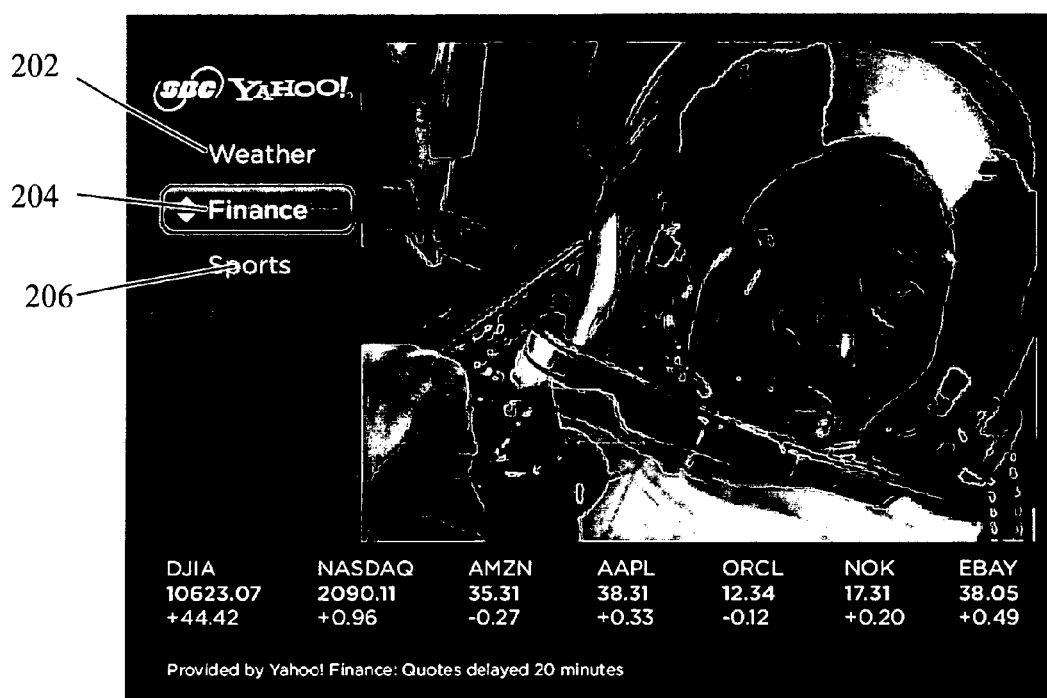 202
SBC YAHOO!
Weather
204
Finance
Sports
206
DJIA NASDAQ AMZN AAPL ORCL NOK EBAY
10623.07 2090.11 35.31 38.31 12.34 17.31 38.05
+44.42 +0.96 -0.27 +0.33 -0.12 +0.20 +0.49
Provided by Yahoo! Finance: Quotes delayed 20 minutes